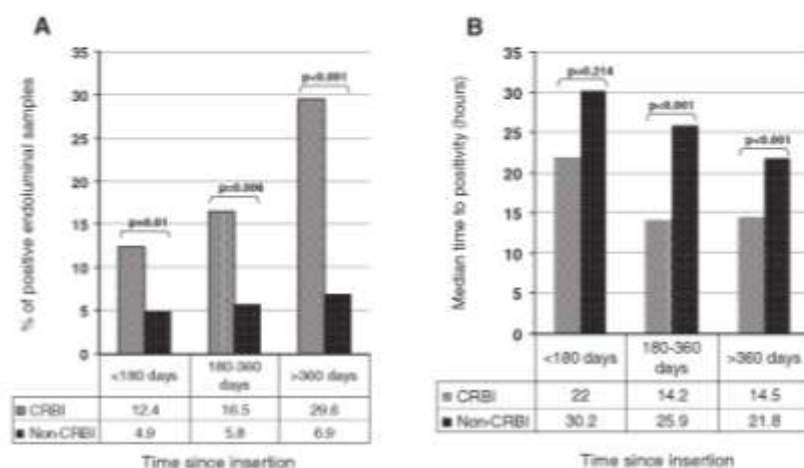 A
% of positive endoluminal samples
35
30
25
20
15
10
5
0
p<0.01
p=0.006
p<0.001
<180 days
180-360 days
>360 days
CRBI 12.4 16.5 29.6
Non-CRBI 4.9 5.8 6.9
Time since insertion
B
Median time to positivity (hours)
35
30
25
20
15
10
5
0
p=0.214
p<0.001
p<0.001
<180 days
180-360
days
>360 days
CRBI 22 14.2 14.5
Non-CRBI 30.2 25.9 21.8
Time since insertion